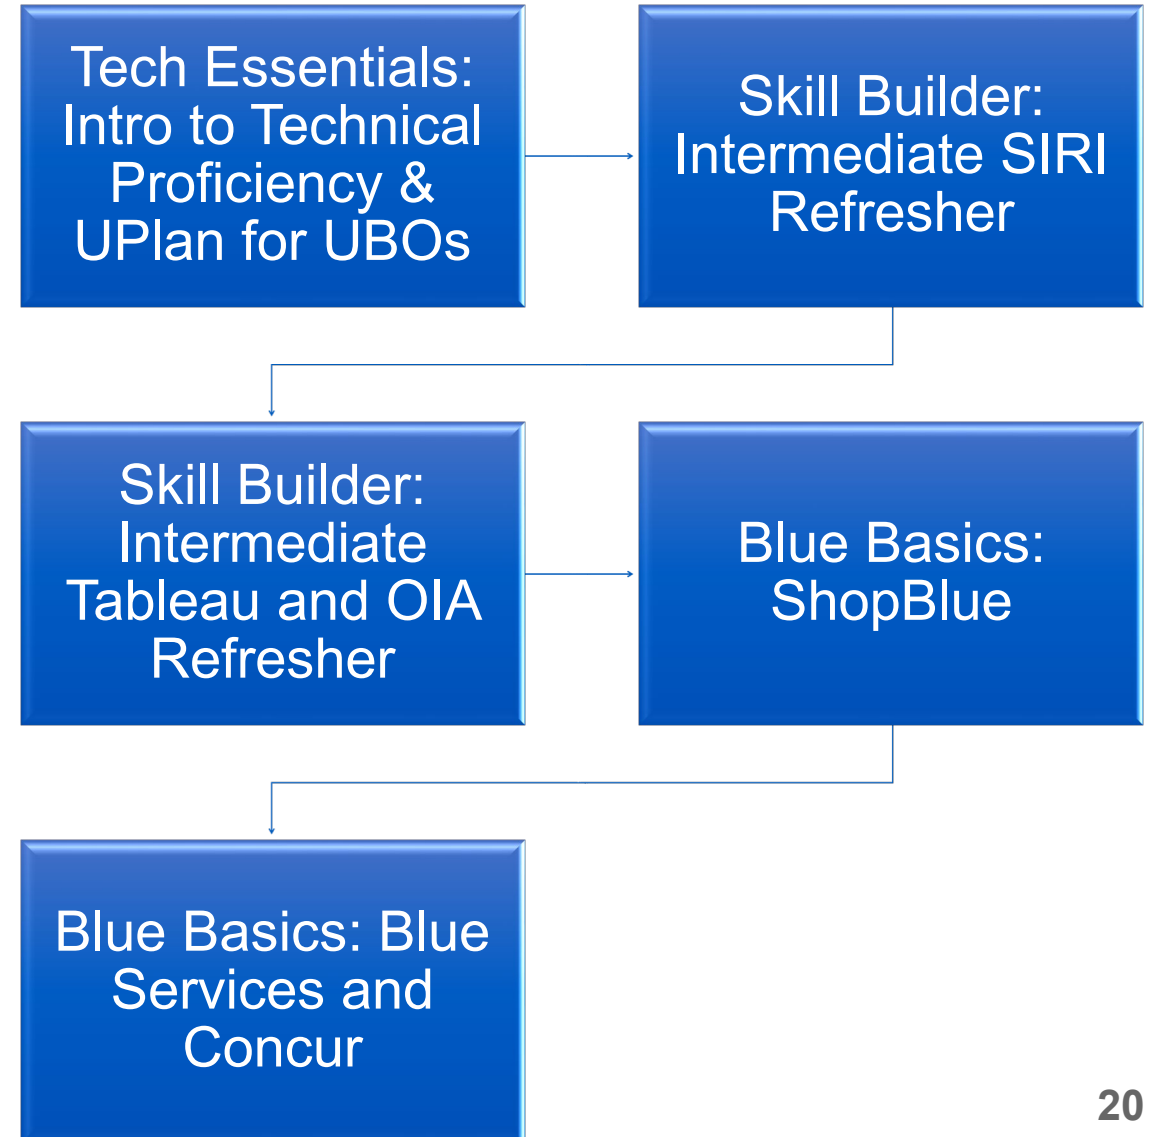 Tech Essentials:
Intro to Technical
Proficiency &
UPlan for UBOs
Skill Builder:
Intermediate SIRI
Refresher
Skill Builder:
Intermediate
Tableau and OIA
Refresher
Blue Basics:
ShopBlue
Blue Basics: Blue
Services and
Concur
20